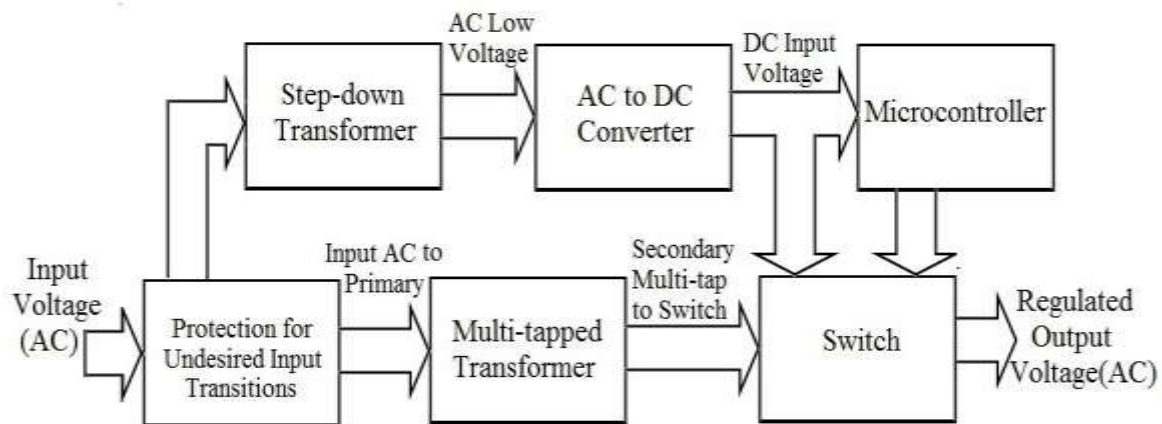 AC Low
Voltage
DC Input
Voltage
Step-down
Transformer
AC to DC
Converter
Microcontroller
Input
Voltage
(AC)
Protection for
Undesired Input
Transitions
Input AC to
Primary
Multi-tapped
Transformer
Secondary
Multi-tap
to Switch
Switch
Regulated
Output
Voltage(AC)